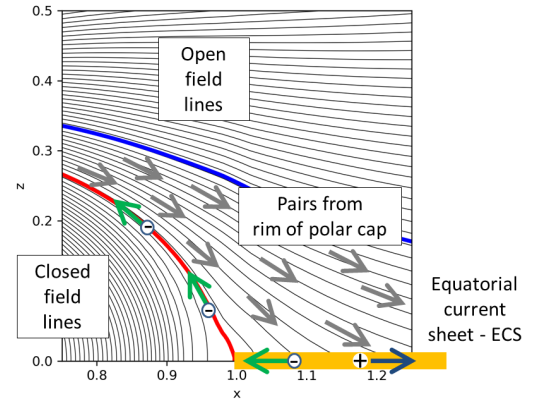 0.5
Open
field
lines
0.4
0.3
z
Pairs from
rim of polar cap
0.2
Closed
field
lines
Equatorial
current
sheet - ECS
0.1
-
-
0.0
-
+
0.8
0.9
1.0
1.1
1.2
x